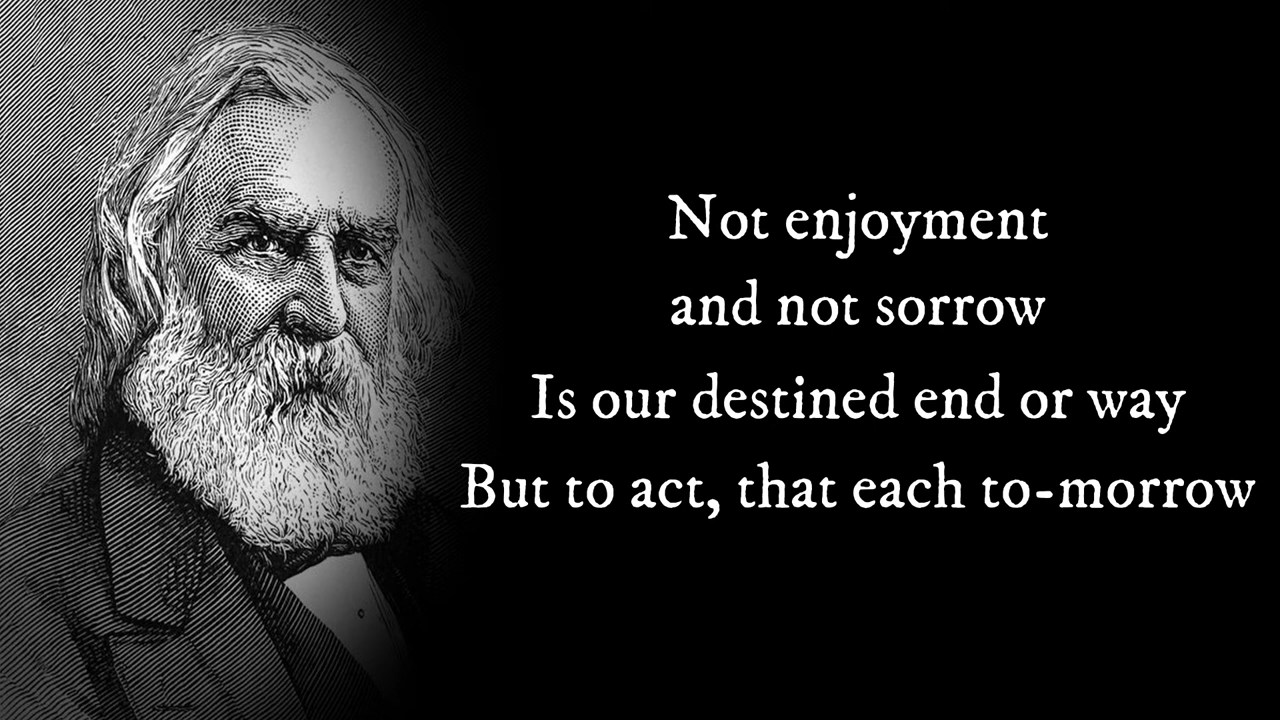 Not enjoyment
and not sorrow
Is our destined end or way
But to act, that each to-morrow